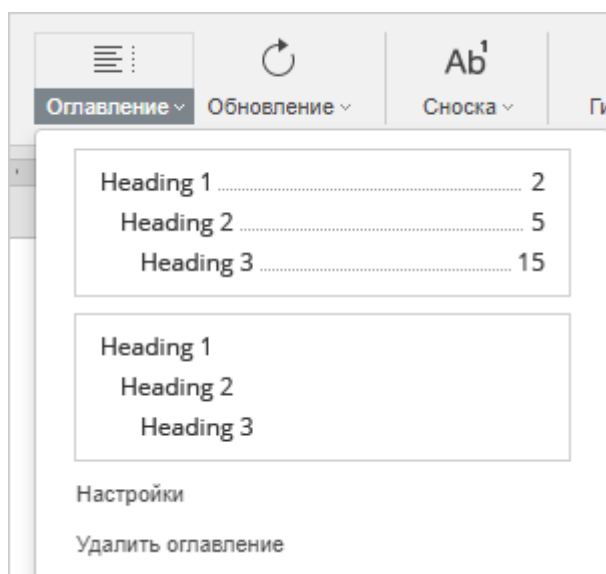 Ab¹
Оглавление Обновление Сноска
Heading 1 2
Heading 2 5
Heading 3 15
Heading 1
Heading 2
Heading 3
Настройки
Удалить оглавление